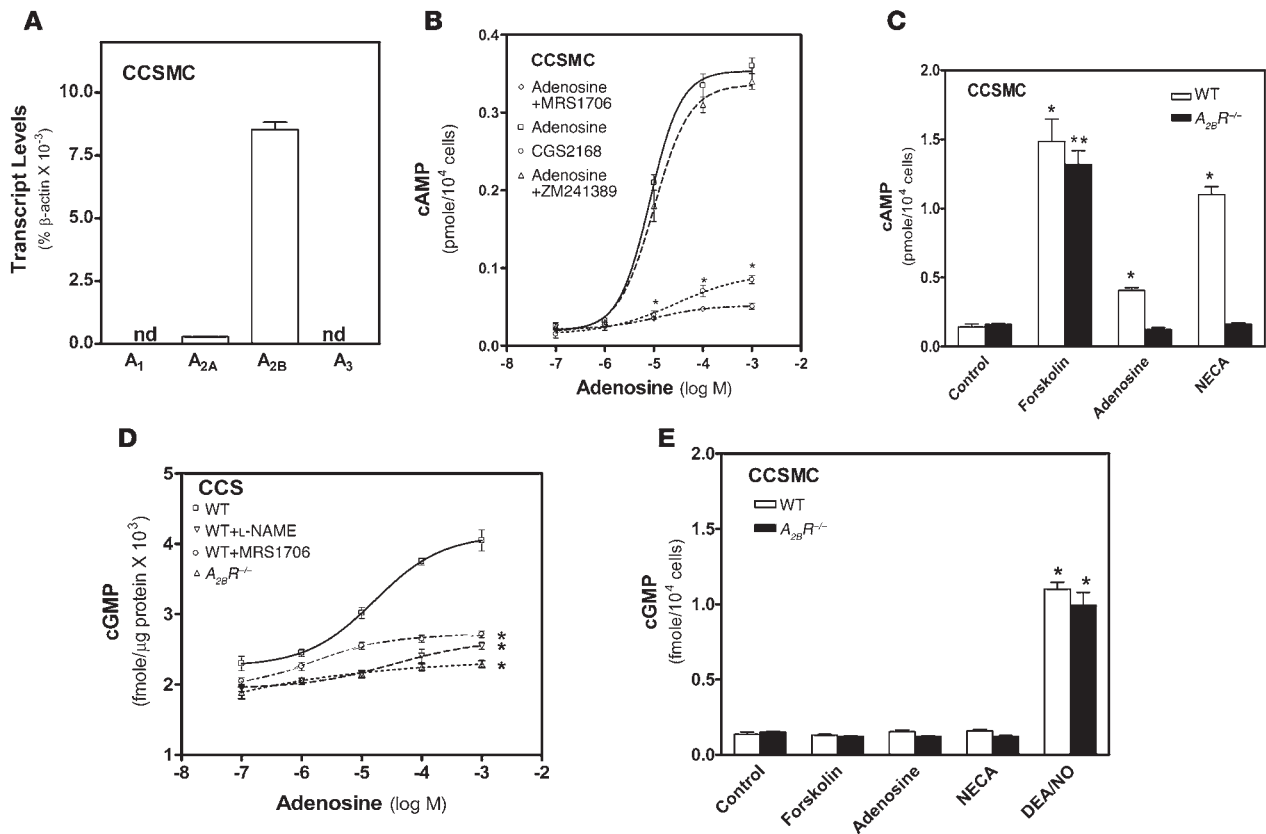 A
CCSMC
Transcript Levels
(% β-actin X 10⁻³)
10.0
7.5
5.0
2.5
0.0
nd
nd
A₁
A₂A
A₂B
A₃
B
CCSMC
Adenosine
+MRS1706
Adenosine
CGS2168
Adenosine
+ZM241389
cAMP
(pmole/10⁴ cells)
0.4
0.3
0.2
0.1
0.0
* * *
-8 -7 -6 -5 -4 -3 -2
Adenosine (log M)
C
CCSMC
WT
A₂BR⁻/⁻
cAMP
(pmole/10⁴ cells)
2.0
1.5
1.0
0.5
0.0
* ** * *
Control
Forskolin
Adenosine
NECA
D
CCS
WT
WT+L-NAME
WT+MRS1706
A₂BR⁻/⁻
cGMP
(fmole/μg protein X 10³)
5
4
3
2
1
*
*
*
-8 -7 -6 -5 -4 -3 -2
Adenosine (log M)
E
CCSMC
WT
A₂BR⁻/⁻
cGMP
(fmole/10⁴ cells)
2.0
1.5
1.0
0.5
0.0
* *
Control
Forskolin
Adenosine
NECA
DEA/NO